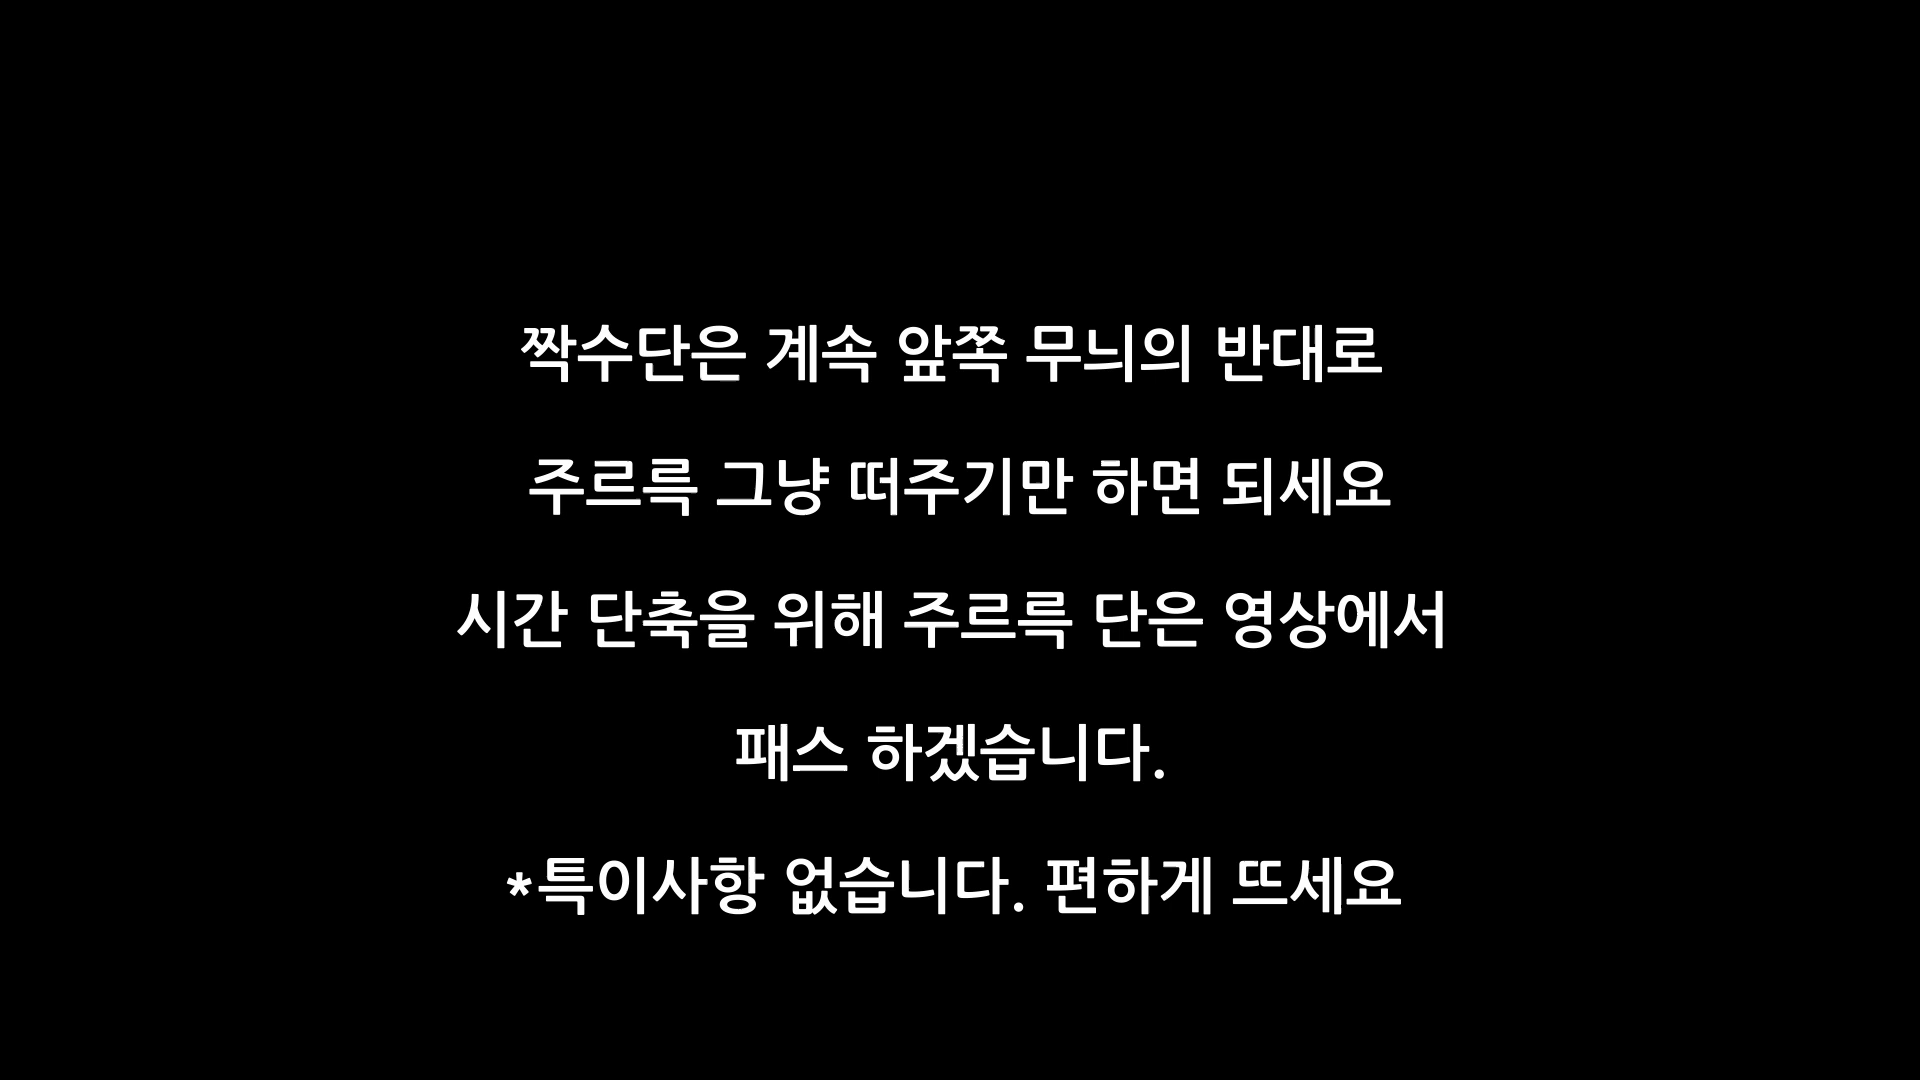 짝수단은 계속 앞쪽 무늬의 반대로
주르륵 그냥 떠주기만 하면 되세요
시간 단축을 위해 주르륵 단은 영상에서
패스 하겠습니다.
*특이사항 없습니다. 편하게 뜨세요